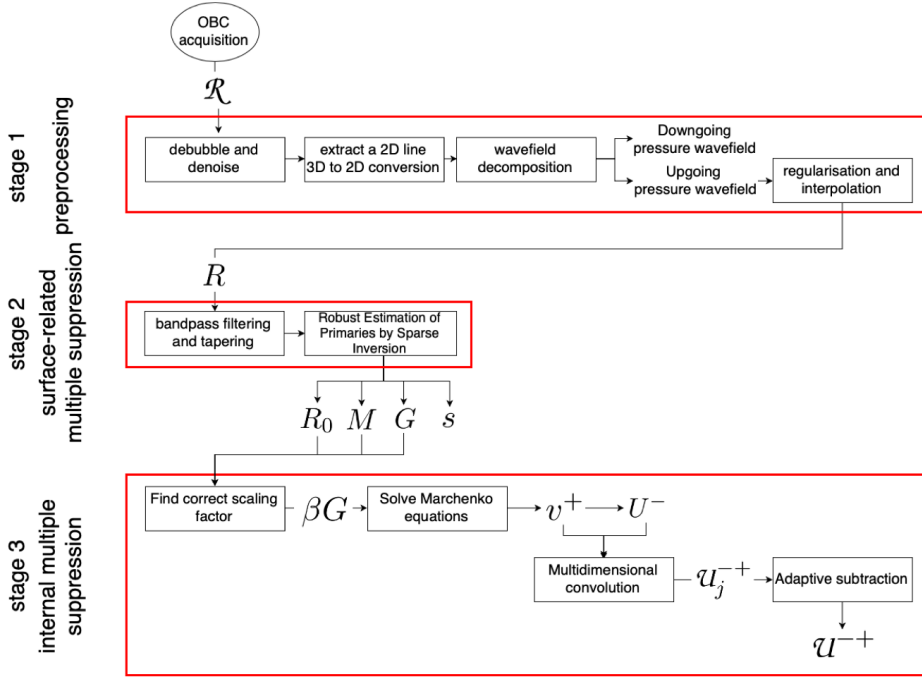 OBC
acquisition
ℛ
stage 1
preprocessing
debubble and
denoise
extract a 2D line
3D to 2D conversion
wavefield
decomposition
Downgoing
pressure wavefield
Upgoing
pressure wavefield
regularisation and
interpolation
R
stage 2
surface-related
multiple suppression
bandpass filtering
and tapering
Robust Estimation of
Primaries by Sparse
Inversion
R₀ M G s
stage 3
internal multiple
suppression
Find correct scaling
factor
βG
Solve Marchenko
equations
v⁺ U⁻
Multidimensional
convolution
𝒰ⱼ⁻⁺
Adaptive subtraction
𝒰⁻⁺